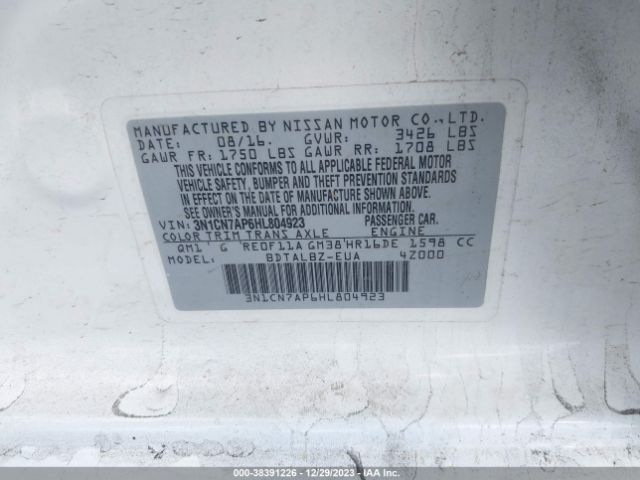 MANUFACTURED BY NISSAN MOTOR CO.,LTD.
DATE: 08/16. GVWR: 3426 LBS
GAWR FR: 1750 LBS GAWR RR: 1708 LBS
THIS VEHICLE CONFORMS TO ALL APPLICABLE FEDERAL MOTOR
VEHICLE SAFETY, BUMPER AND THEFT PREVENTION STANDARDS
IN EFFECT ON THE DATE OF MANUFACTURE SHOWN ABOVE.
SEE OWNER'S MANUAL FOR ADDITIONAL INFORMATION.
VIN: 3N1CN7AP6HL804923 PASSENGER CAR.
COLOR TRIM TRANS AXLE ENGINE
QM1 G RE0F11A GM38 HR16DE 1598 CC
MODEL: BDTALBZ-EUA 4Z000
3N1CN7AP6HL804923
000-38391226 - 12/29/2023 - IAA Inc.